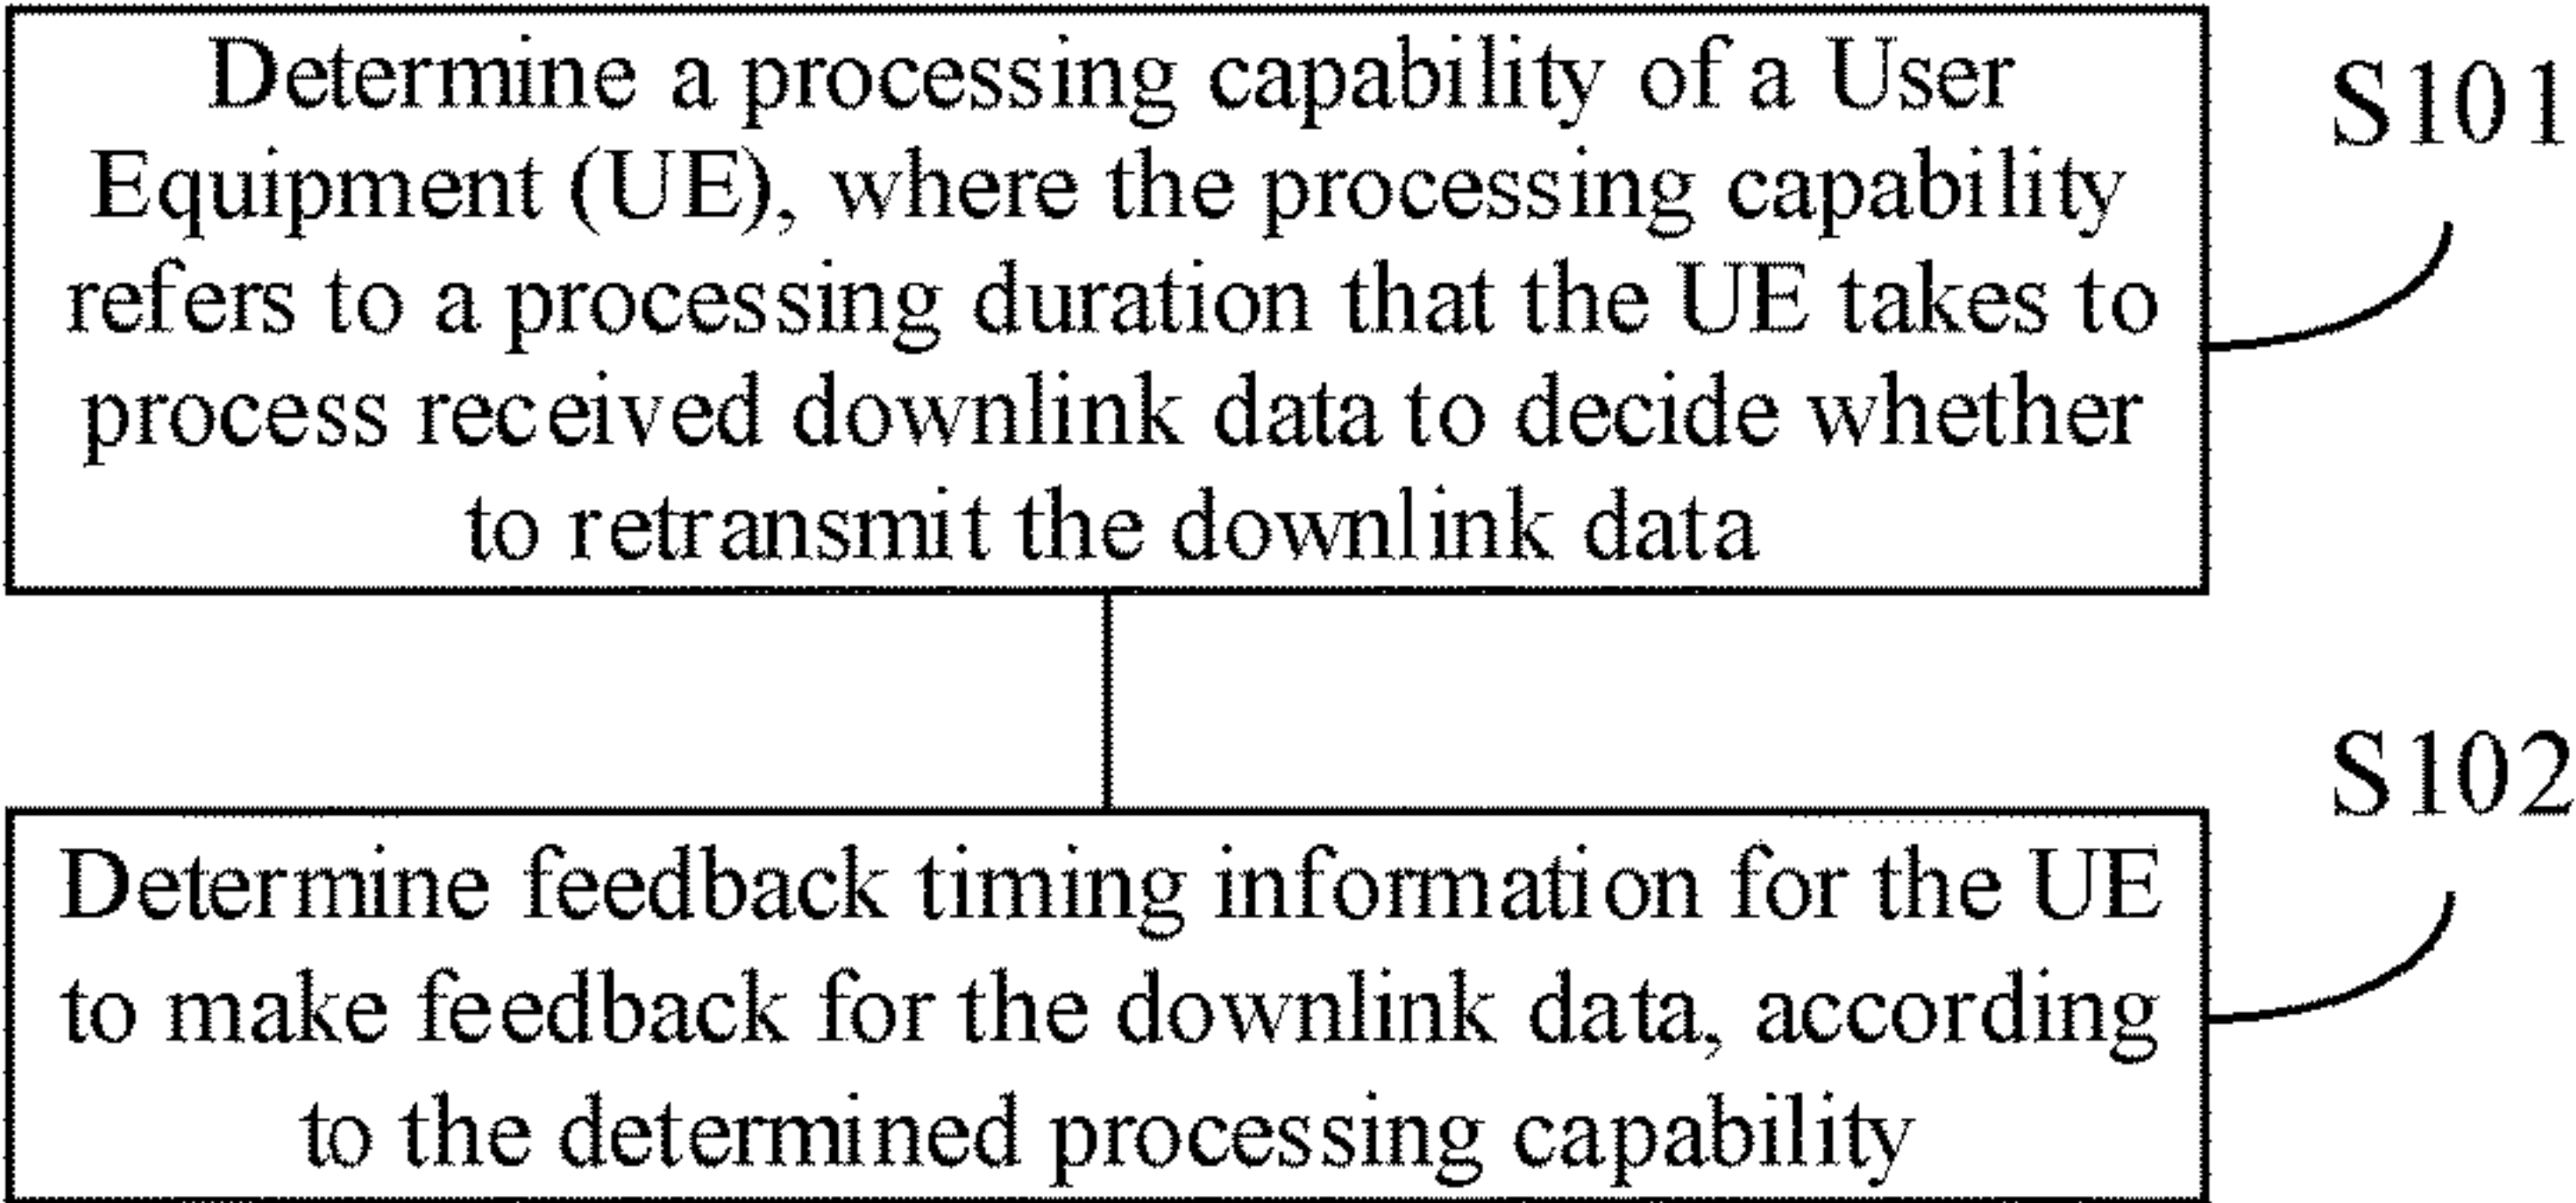 Determine a processing capability of a User
Equipment (UE), where the processing capability
refers to a processing duration that the UE takes to
process received downlink data to decide whether
to retransmit the downlink data
S101
Determine feedback timing information for the UE
to make feedback for the downlink data, according
to the determined processing capability
S102